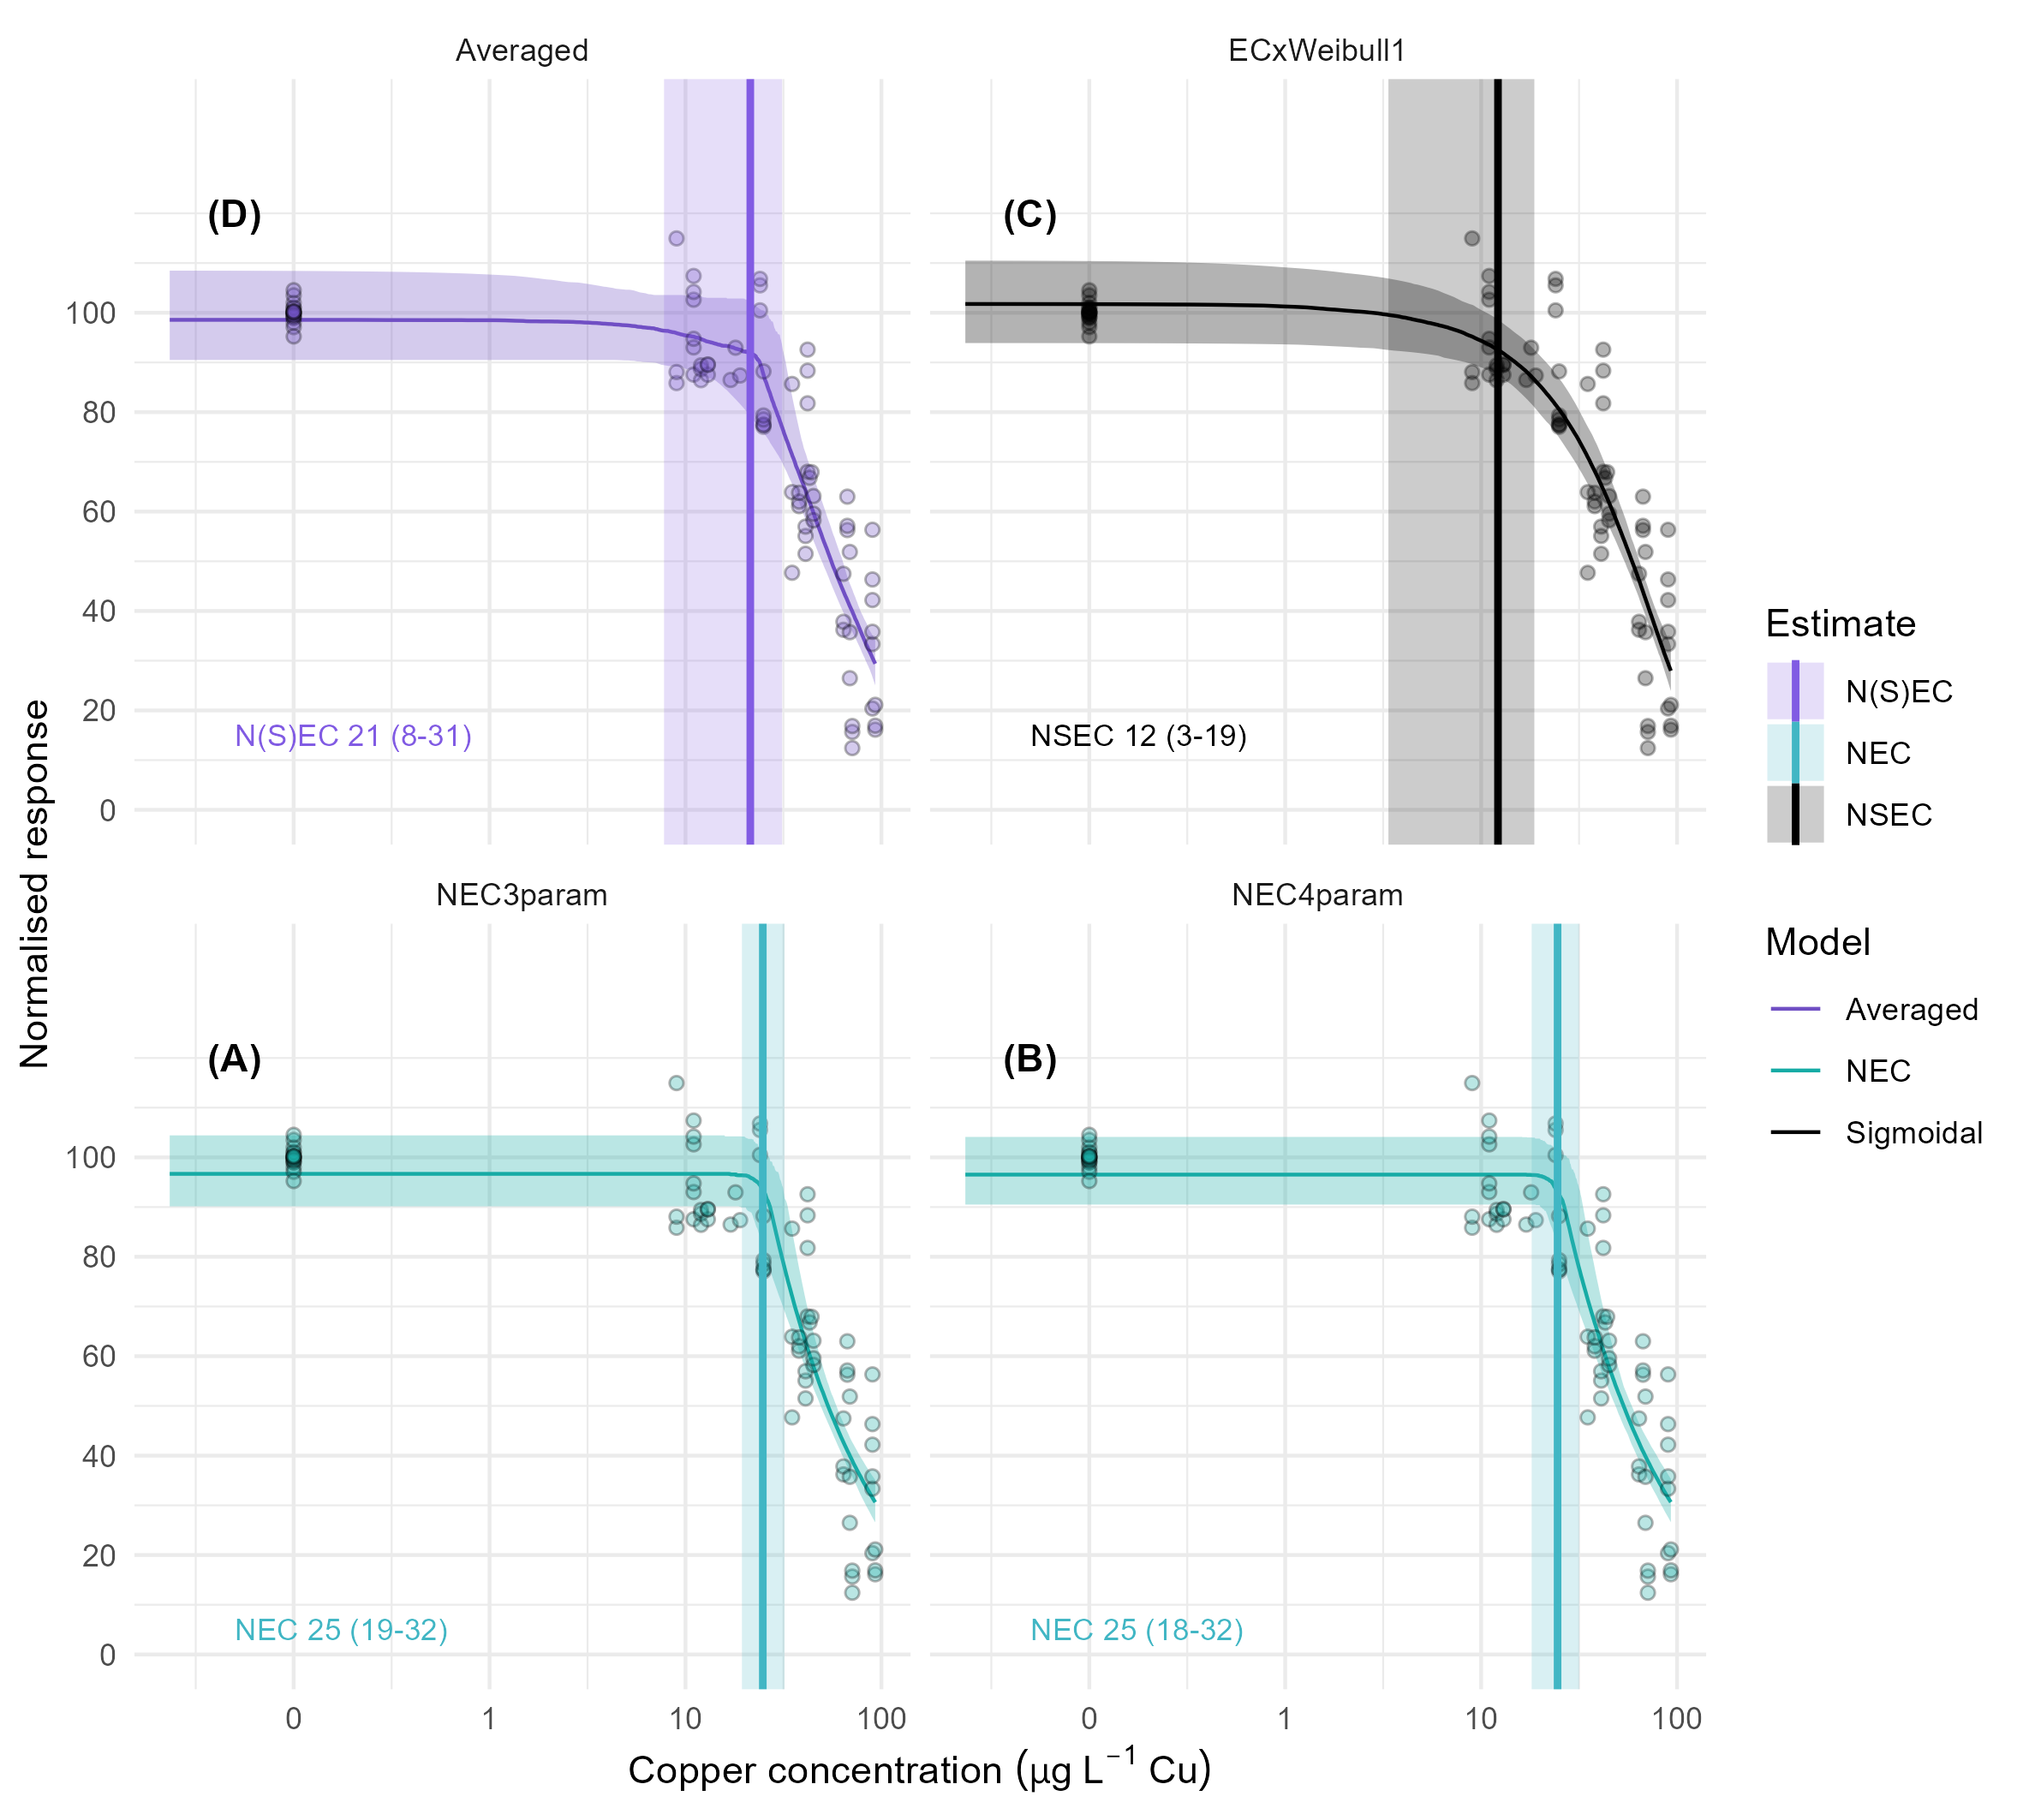 Averaged
ECxWeibull1
(D)
(C)
100
80
60
40
20
0
N(S)EC 21 (8-31)
NSEC 12 (3-19)
NEC3param
NEC4param
(A)
(B)
100
80
60
40
20
0
NEC 25 (19-32)
NEC 25 (18-32)
0 1 10 100
0 1 10 100
Copper concentration (μg L⁻¹ Cu)
Normalised response
Estimate
N(S)EC
NEC
NSEC
Model
Averaged
NEC
Sigmoidal